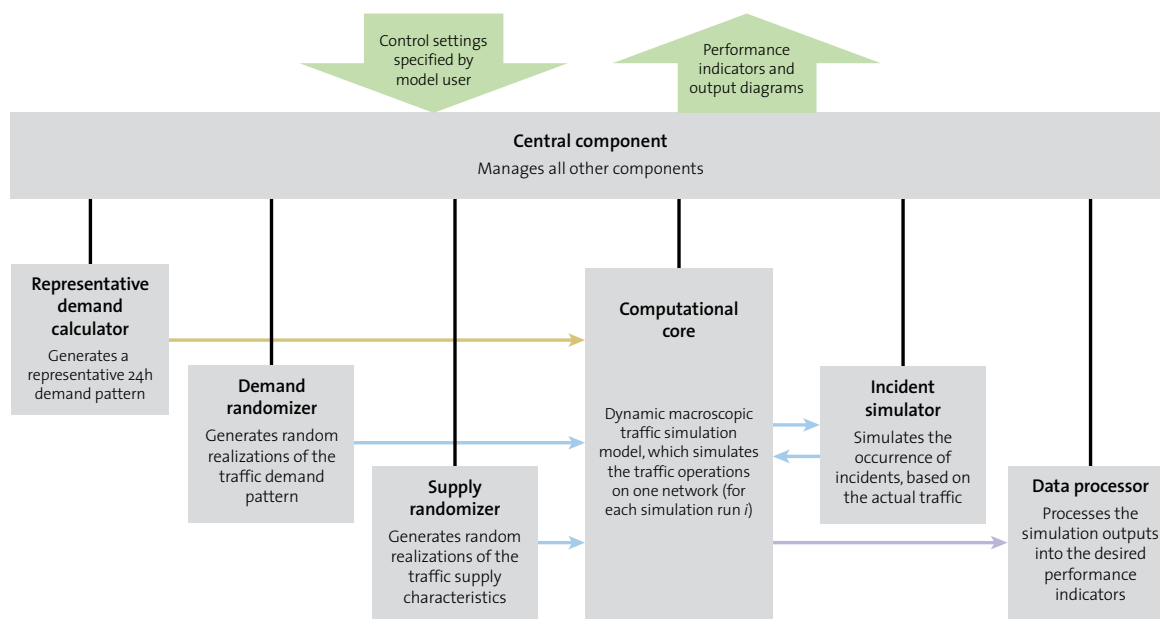 Control settings
specified by
model user
Performance
indicators and
output diagrams
Central component
Manages all other components
Representative
demand
calculator
Generates a
representative 24h
demand pattern
Demand
randomizer
Generates random
realizations of the
traffic demand
pattern
Supply
randomizer
Generates random
realizations of the
traffic supply
characteristics
Computational
core
Dynamic macroscopic
traffic simulation
model, which simulates
the traffic operations
on one network (for
each simulation run i)
Incident
simulator
Simulates the
occurrence of
incidents, based on
the actual traffic
Data processor
Processes the
simulation outputs
into the desired
performance
indicators